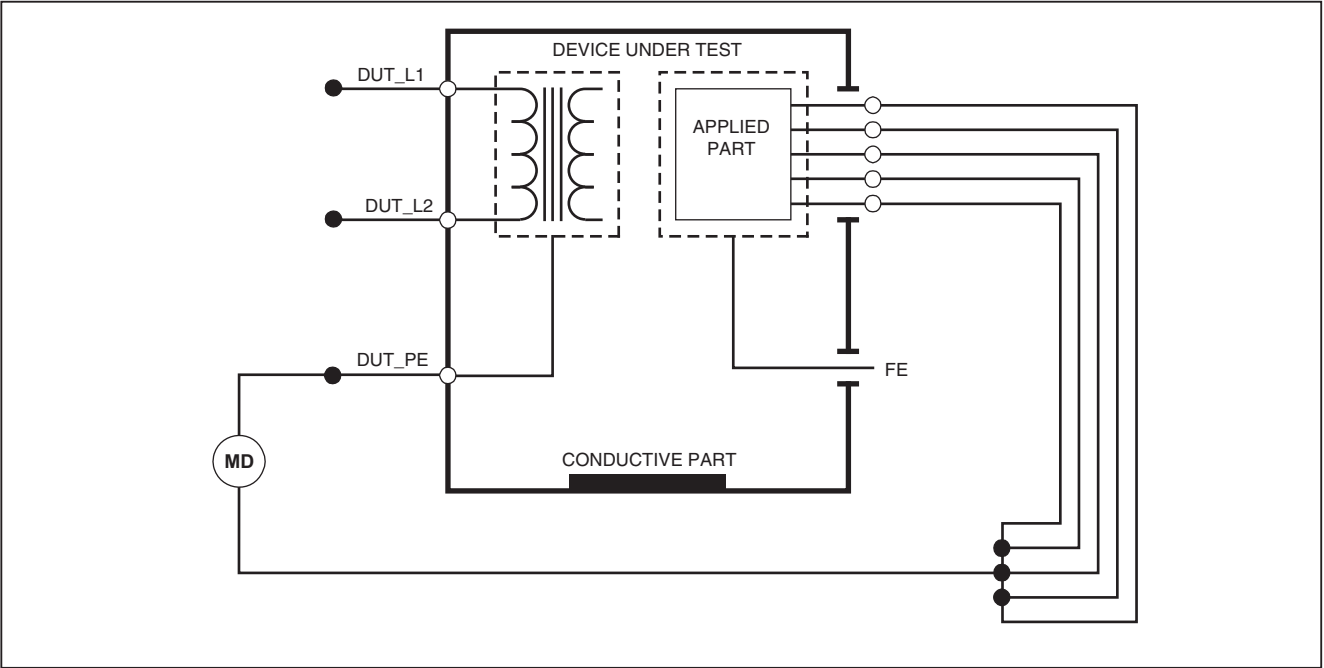 DEVICE UNDER TEST
DUT_L1
APPLIED
PART
DUT_L2
DUT_PE
FE
MD
CONDUCTIVE PART